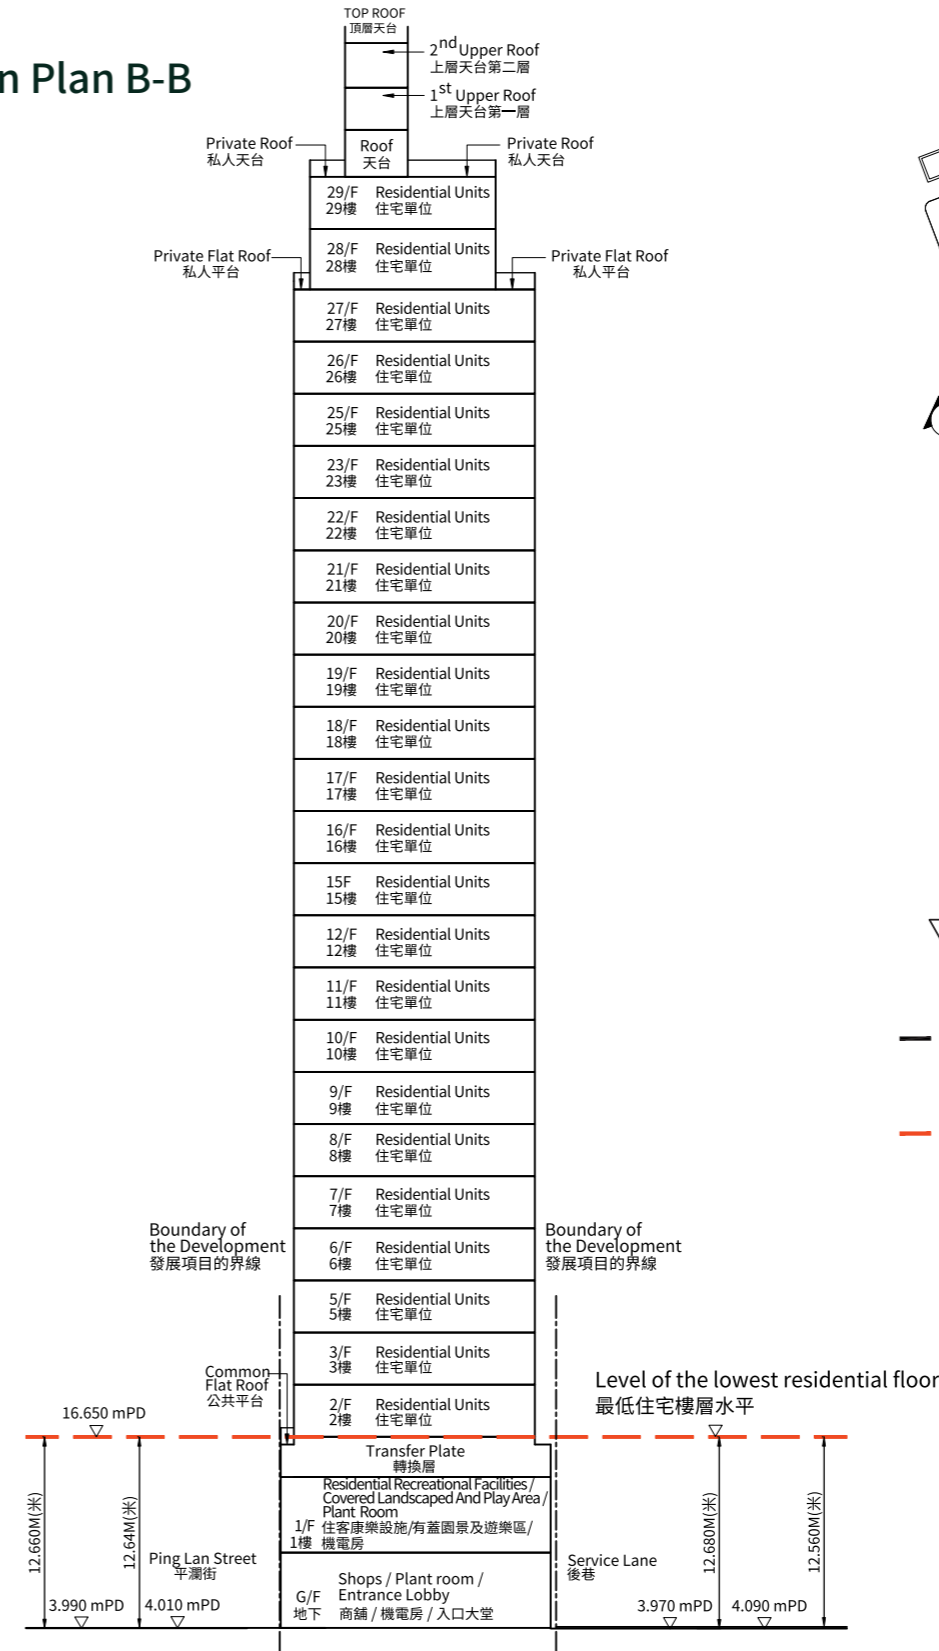 TOP ROOF
頂層天台
2nd Upper Roof
上層天台第二層
n Plan B-B
1st Upper Roof
上層天台第一層
Private Roof
私人天台
Roof
天台
Private Roof
私人天台
29/F Residential Units
29樓 住宅單位
Private Flat Roof
私人平台
28/F Residential Units
28樓 住宅單位
Private Flat Roof
私人平台
27/F Residential Units
27樓 住宅單位
26/F Residential Units
26樓 住宅單位
25/F Residential Units
25樓 住宅單位
23/F Residential Units
23樓 住宅單位
22/F Residential Units
22樓 住宅單位
21/F Residential Units
21樓 住宅單位
20/F Residential Units
20樓 住宅單位
19/F Residential Units
19樓 住宅單位
18/F Residential Units
18樓 住宅單位
17/F Residential Units
17樓 住宅單位
16/F Residential Units
16樓 住宅單位
15F Residential Units
15樓 住宅單位
12/F Residential Units
12樓 住宅單位
11/F Residential Units
11樓 住宅單位
10/F Residential Units
10樓 住宅單位
9/F Residential Units
9樓 住宅單位
8/F Residential Units
8樓 住宅單位
7/F Residential Units
7樓 住宅單位
Boundary of
the Development
發展項目的界線
6/F Residential Units
6樓 住宅單位
Boundary of
the Development
發展項目的界線
5/F Residential Units
5樓 住宅單位
3/F Residential Units
3樓 住宅單位
Common
Flat Roof
公共平台
2/F Residential Units
2樓 住宅單位
Level of the lowest residential floor
最低住宅樓層水平
16.650 mPD
Transfer Plate
轉換層
Residential Recreational Facilities /
Covered Landscaped And Play Area /
Plant Room
1/F 住客康樂設施/有蓋園景及遊樂區/
1樓 機電房
12.660M(米)
12.64M(米)
12.680M(米)
12.560M(米)
Ping Lan Street
平瀾街
Service Lane
後巷
Shops / Plant room /
Entrance Lobby
G/F
地下 商舖 / 機電房 / 入口大堂
3.990 mPD
4.010 mPD
3.970 mPD
4.090 mPD